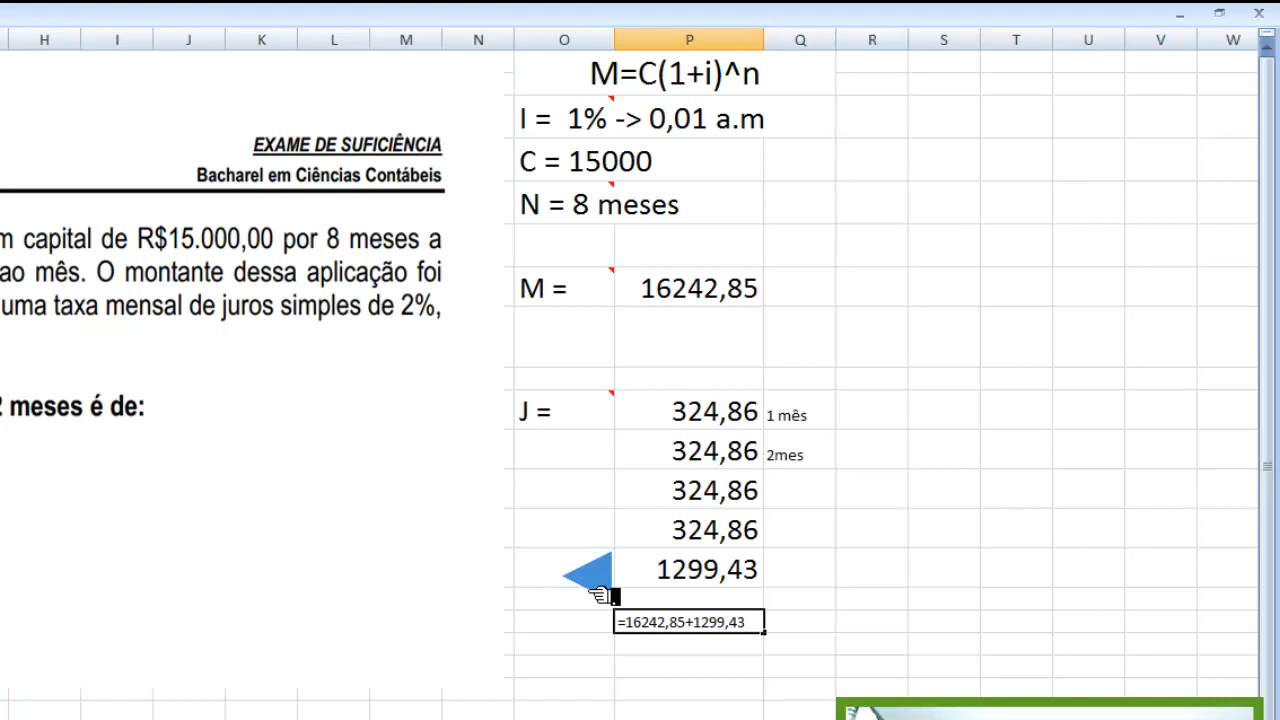 H I J K L M N O P Q R S T U V W
M=C(1+i)^n
I = 1% -> 0,01 a.m
C = 15000
N = 8 meses
M = 16242,85
J = 324,86 1 mês
324,86 2mes
324,86
324,86
1299,43
=16242,85+1299,43
EXAME DE SUFICIÊNCIA
Bacharel em Ciências Contábeis
m capital de R$15.000,00 por 8 meses a
ao mês. O montante dessa aplicação foi
uma taxa mensal de juros simples de 2%,
2 meses é de: